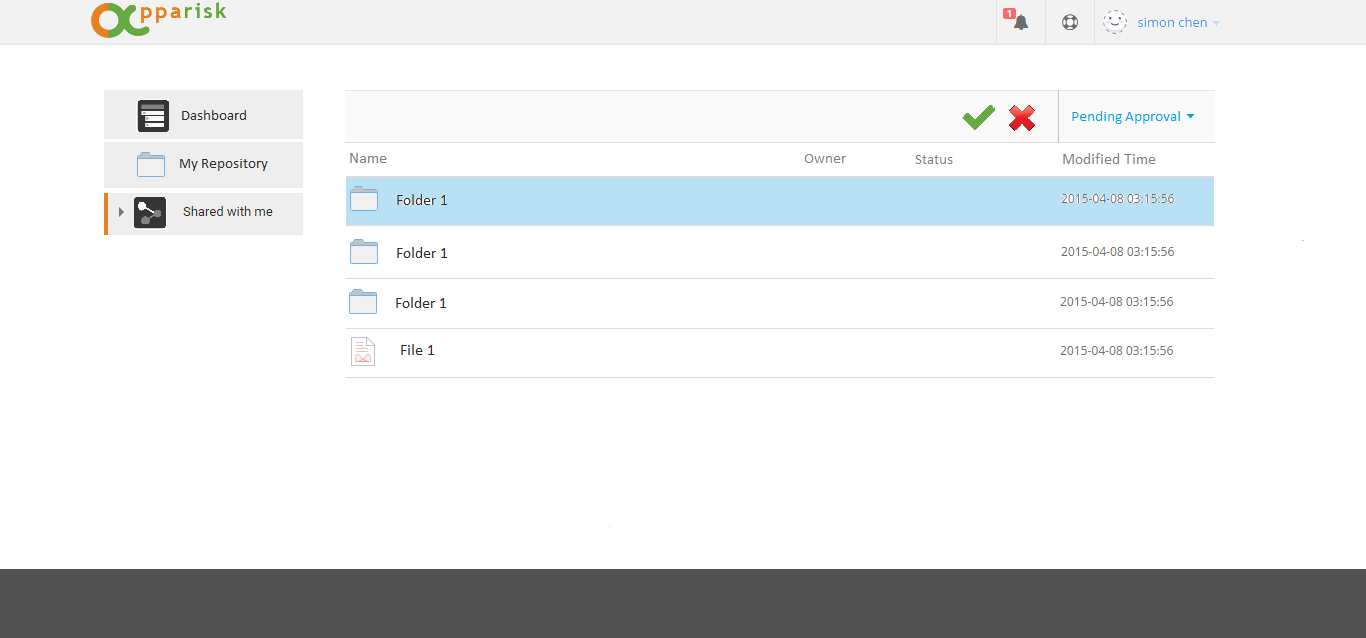 pparisk
1
simon chen
Dashboard
My Repository
Shared with me
Pending Approval
Name Owner Status Modified Time
Folder 1 2015-04-08 03:15:56
Folder 1 2015-04-08 03:15:56
Folder 1 2015-04-08 03:15:56
File 1 2015-04-08 03:15:56